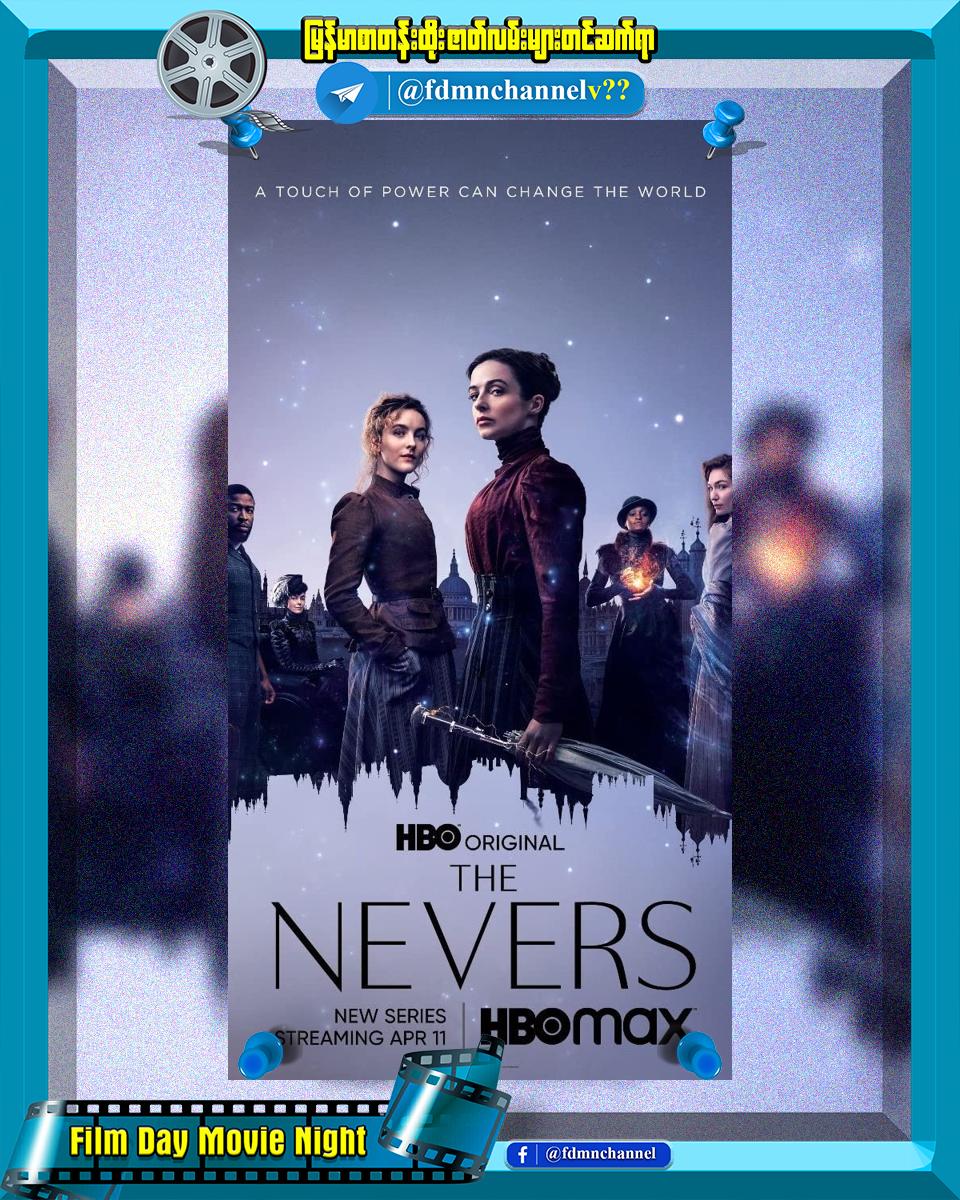 မြန်မာစာတန်းထိုးဇာတ်လမ်းများတင်ဆက်ရာ
@fdmnchannelv??
A TOUCH OF POWER CAN CHANGE THE WORLD
HBO ORIGINAL
THE
NEVERS
NEW SERIES
STREAMING APR 11
HBOMAX
Film Day Movie Night
@fdmnchannel